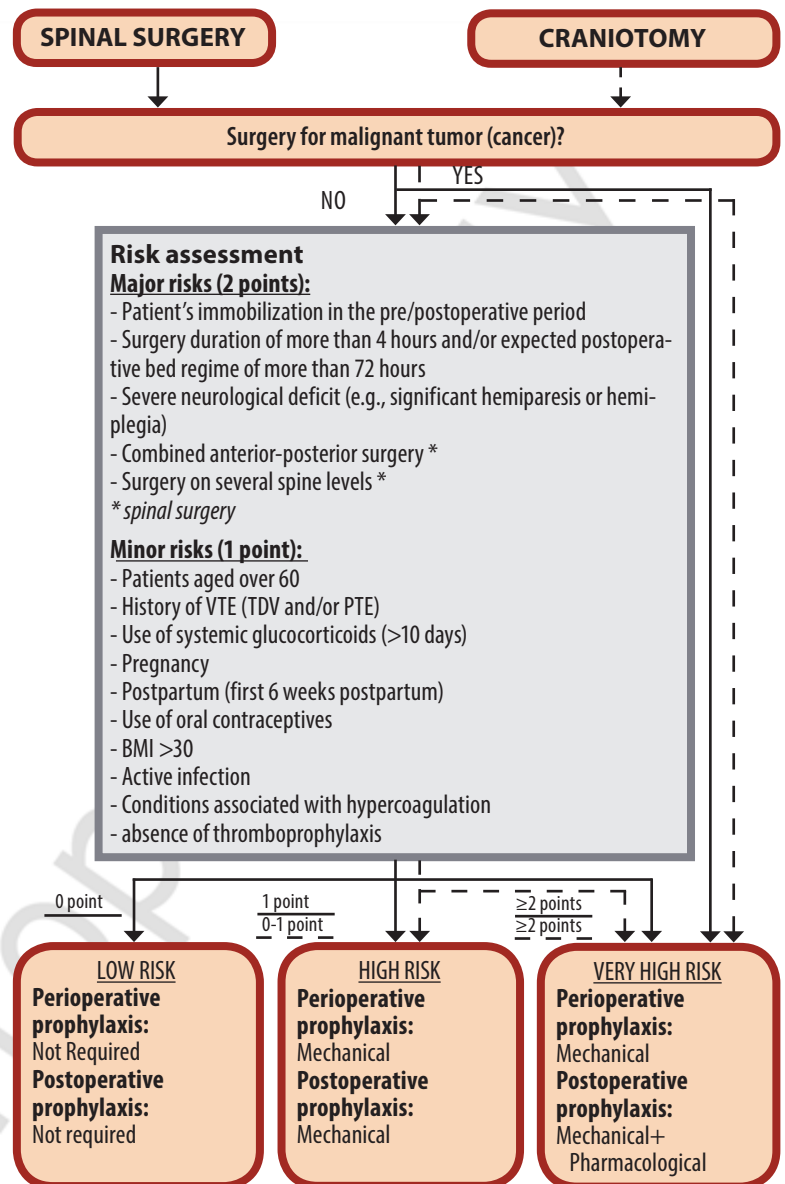 SPINAL SURGERY
CRANIOTOMY
Surgery for malignant tumor (cancer)?
YES
NO
Risk assessment
Major risks (2 points):
- Patient's immobilization in the pre/postoperative period
- Surgery duration of more than 4 hours and/or expected postopera-
tive bed regime of more than 72 hours
- Severe neurological deficit (e.g., significant hemiparesis or hemi-
plegia)
- Combined anterior-posterior surgery *
- Surgery on several spine levels *
* spinal surgery
Minor risks (1 point):
- Patients aged over 60
- History of VTE (TDV and/or PTE)
- Use of systemic glucocorticoids (>10 days)
- Pregnancy
- Postpartum (first 6 weeks postpartum)
- Use of oral contraceptives
- BMI >30
- Active infection
- Conditions associated with hypercoagulation
- absence of thromboprophylaxis
0 point
1 point
0-1 point
≥2 points
≥2 points
LOW RISK
Perioperative
prophylaxis:
Not Required
Postoperative
prophylaxis:
Not required
HIGH RISK
Perioperative
prophylaxis:
Mechanical
Postoperative
prophylaxis:
Mechanical
VERY HIGH RISK
Perioperative
prophylaxis:
Mechanical
Postoperative
prophylaxis:
Mechanical+
Pharmacological